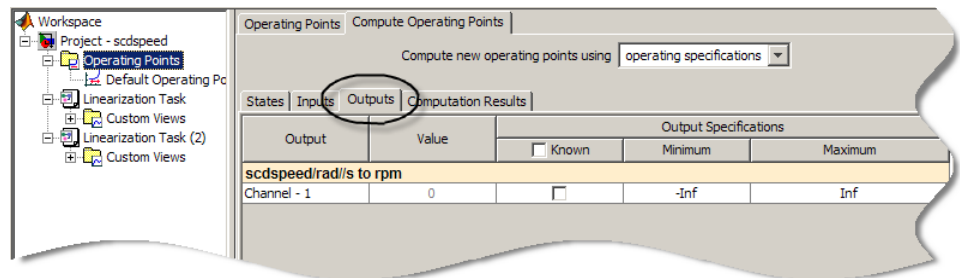 Workspace
Project - scdspeed
Operating Points
Default Operating Po
Linearization Task
Custom Views
Linearization Task (2)
Custom Views
Operating Points Compute Operating Points
Compute new operating points using operating specifications
States Inputs Outputs Computation Results
Output Value Output Specifications
Known Minimum Maximum
scdspeed/rad//s to rpm
Channel - 1 0 -Inf Inf